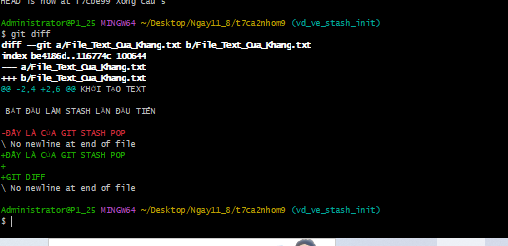 HEAD is now at f7cbe99 Xong cau 5
Administrator@P1_25 MINGW64 ~/Desktop/Ngay11_8/t7ca2nhom9 (vd_ve_stash_init)
$ git diff
diff --git a/File_Text_Cua_Khang.txt b/File_Text_Cua_Khang.txt
index be4186d..116774c 100644
--- a/File_Text_Cua_Khang.txt
+++ b/File_Text_Cua_Khang.txt
@@ -2,4 +2,6 @@ KHỞI TẠO TEXT
BẮT ĐẦU LÀM STASH LẦN ĐẦU TIÊN
-ĐÂY LÀ CỦA GIT STASH POP
\ No newline at end of file
+ĐÂY LÀ CỦA GIT STASH POP
+
+GIT DIFF
\ No newline at end of file
Administrator@P1_25 MINGW64 ~/Desktop/Ngay11_8/t7ca2nhom9 (vd_ve_stash_init)
$